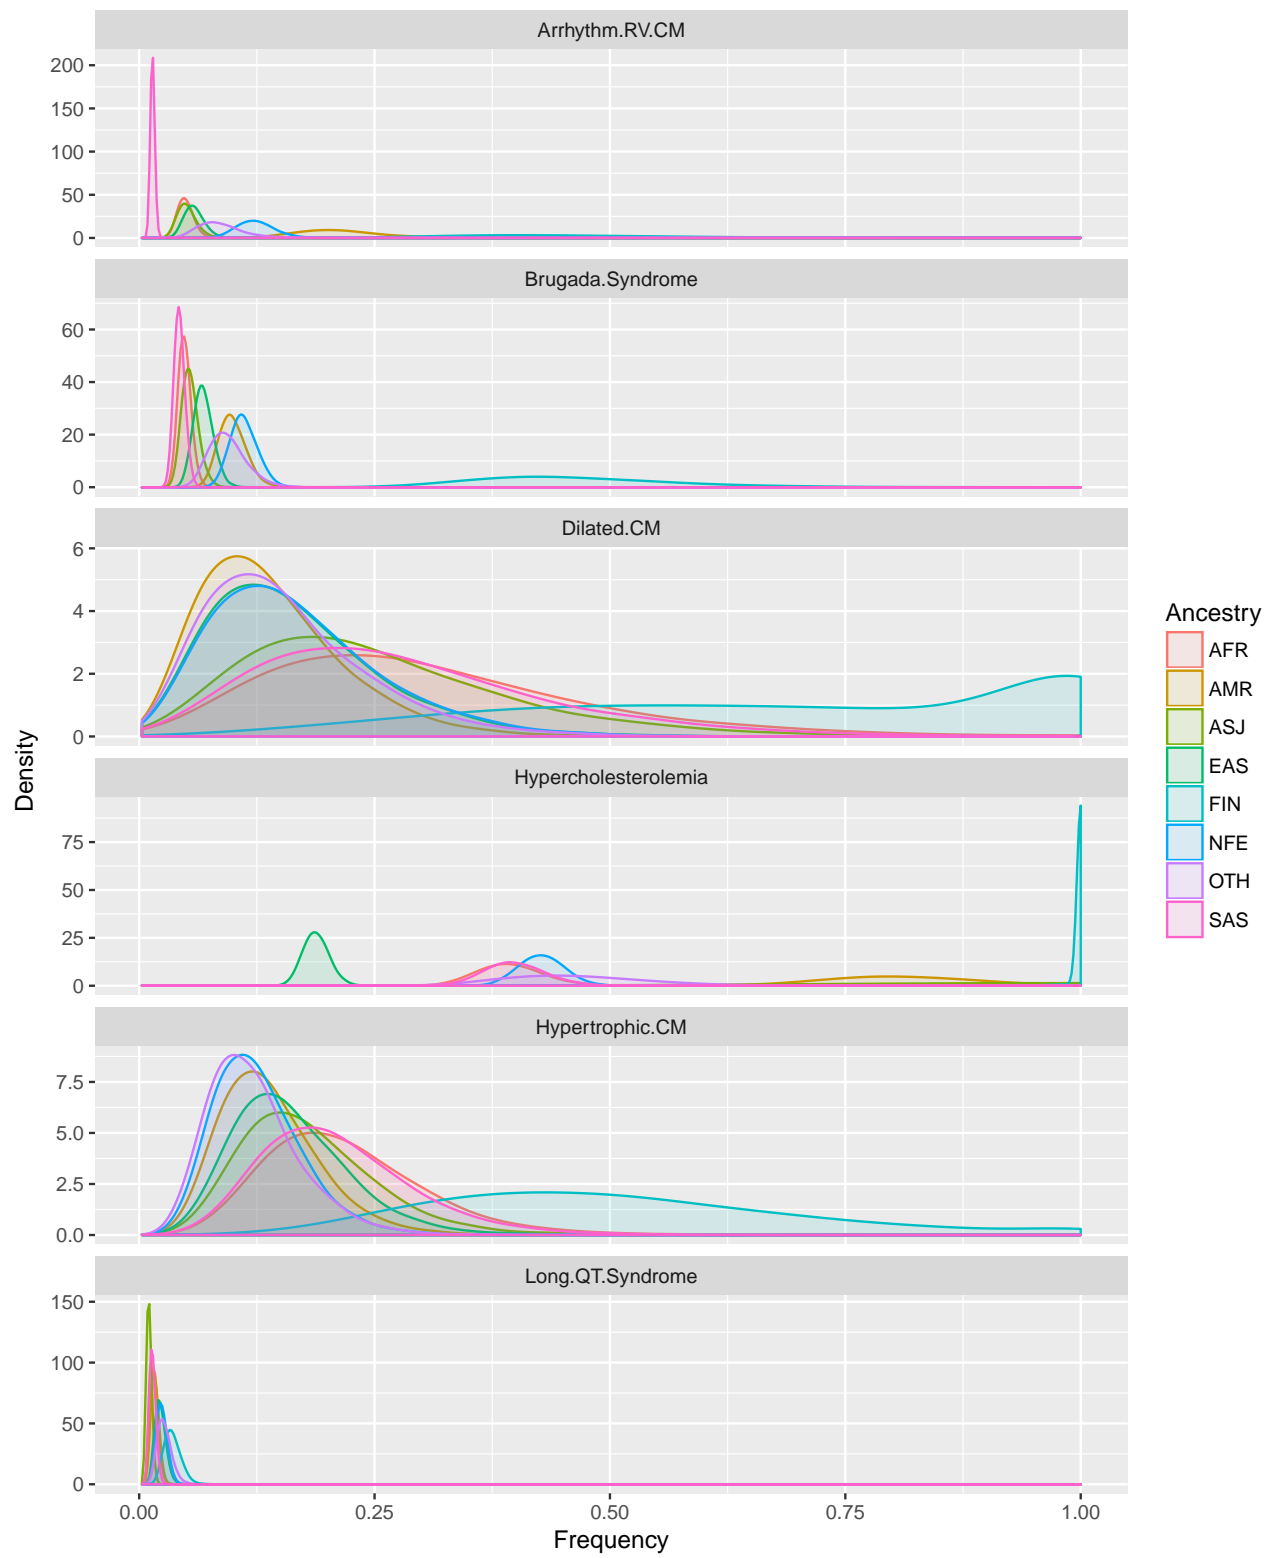 Arrhythm.RV.CM
200
150
100
50
0
Brugada.Syndrome
60
40
20
0
Dilated.CM
6
4
2
0
Hypercholesterolemia
75
50
25
0
Hypertrophic.CM
7.5
5.0
2.5
0.0
Long.QT.Syndrome
150
100
50
0
0.00 0.25 0.50 0.75 1.00
Frequency
Density
Ancestry
AFR
AMR
ASJ
EAS
FIN
NFE
OTH
SAS